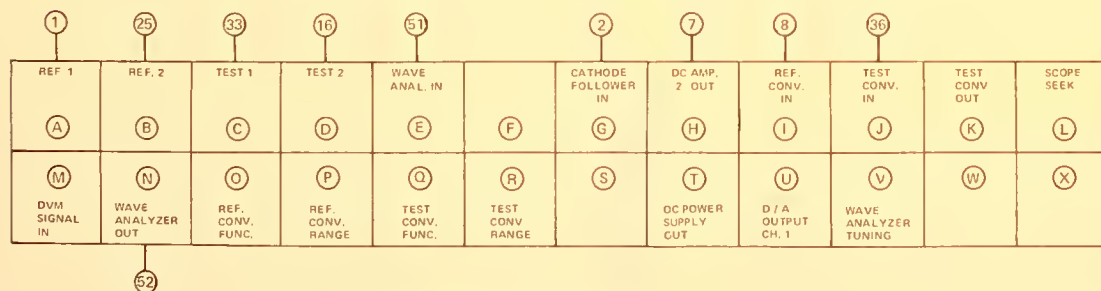 1 25 33 16 51 2 7 8 36
REF 1
REF. 2
TEST 1
TEST 2
WAVE
ANAL. IN
CATHODE
FOLLOWER
IN
DC AMP.
2 OUT
REF.
CONV.
IN
TEST
CONV.
IN
TEST
CONV
OUT
SCOPE
SEEK
A B C D E F G H I J K L
M N O P Q R S T U V W X
DVM
SIGNAL
IN
WAVE
ANALYZER
OUT
REF.
CONV.
FUNC.
REF.
CONV.
RANGE
TEST
CONV.
FUNC.
TEST
CONV
RANGE
DC POWER
SUPPLY
OUT
D / A
OUTPUT
CH. 1
WAVE
ANALYZER
TUNING
52